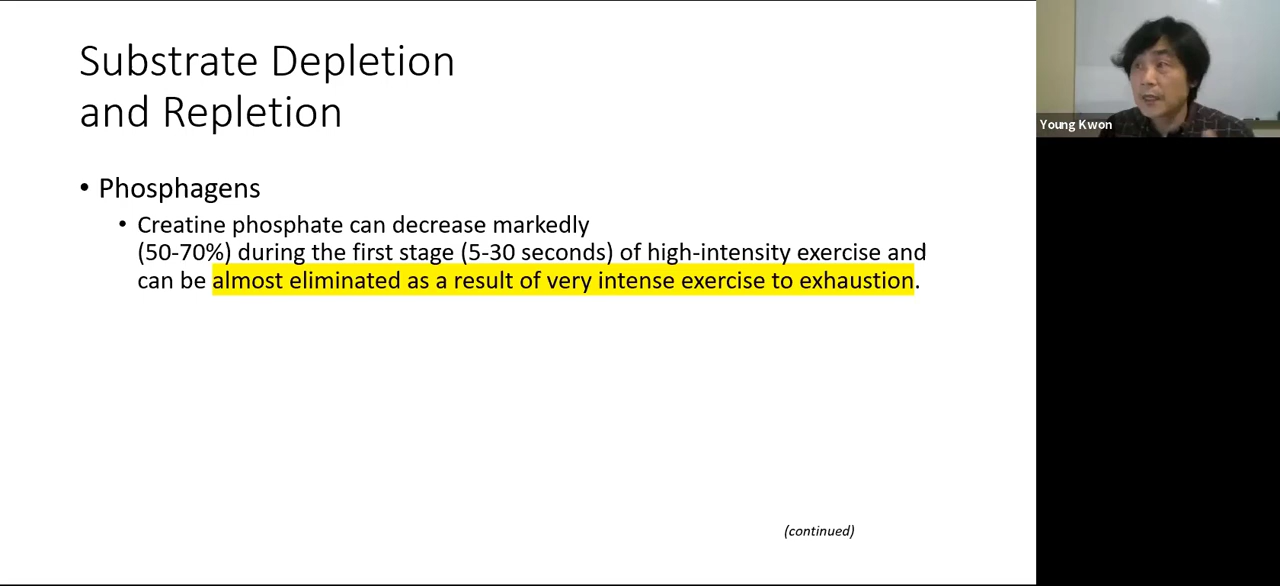 Substrate Depletion
and Repletion
• Phosphagens
• Creatine phosphate can decrease markedly
(50-70%) during the first stage (5-30 seconds) of high-intensity exercise and
can be almost eliminated as a result of very intense exercise to exhaustion.
(continued)
Young Kwon